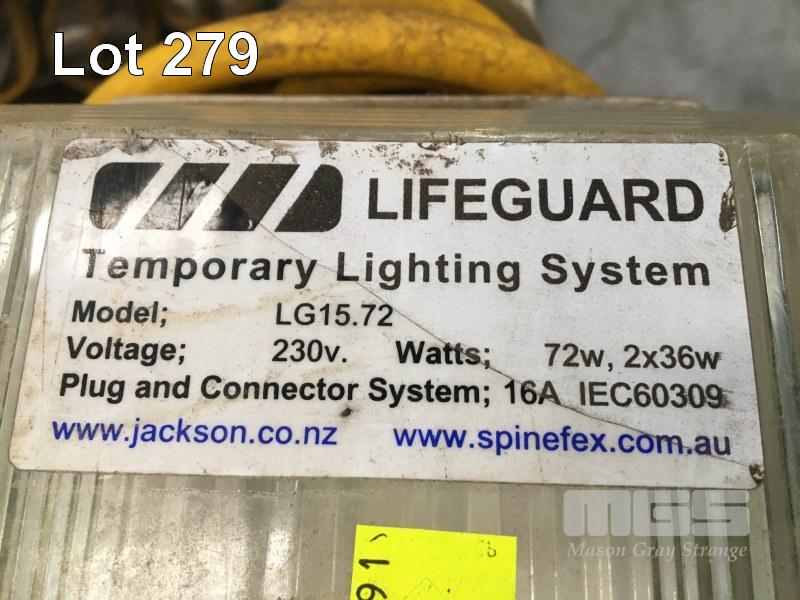 Lot 279
LIFEGUARD
Temporary Lighting System
Model; LG15.72
Voltage; 230v. Watts; 72w, 2x36w
Plug and Connector System; 16A IEC60309
www.jackson.co.nz www.spinefex.com.au
MGS
Mason Gray Strange
91